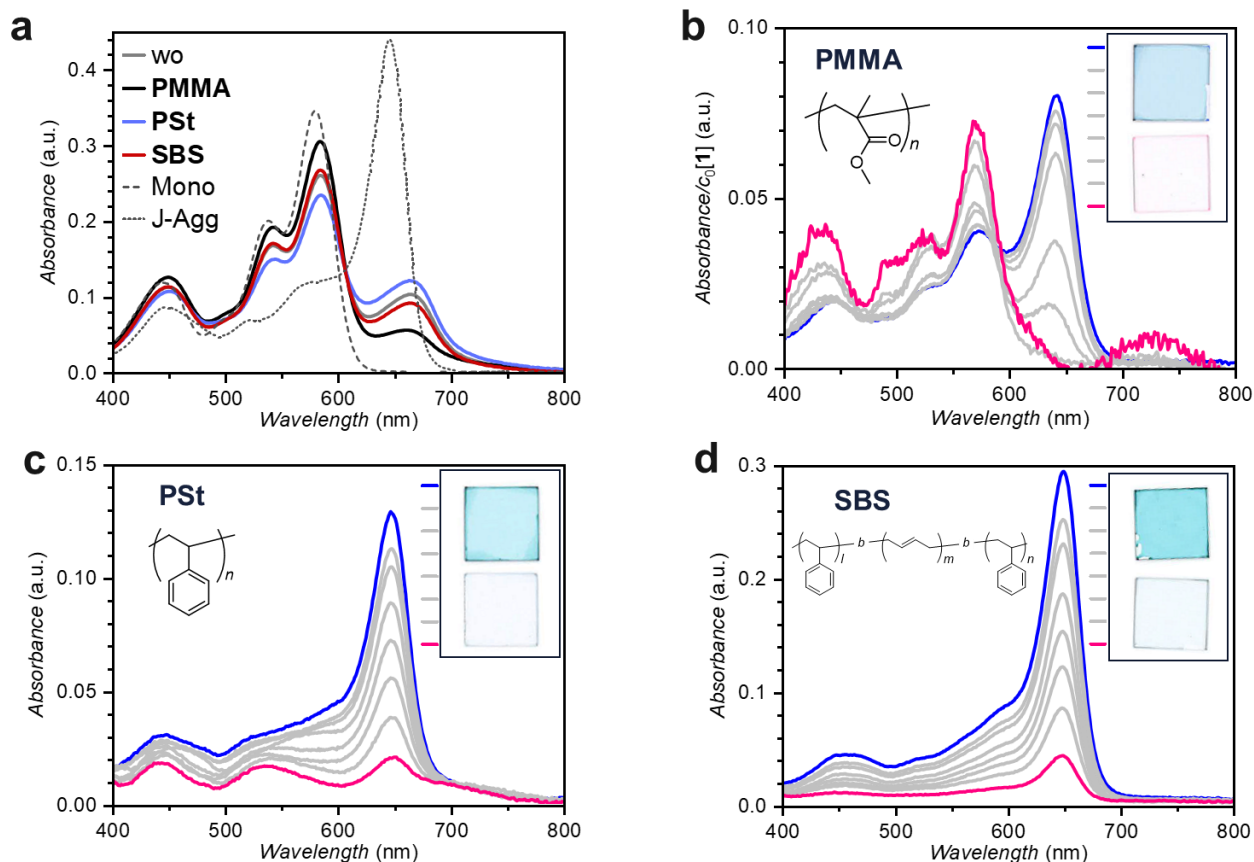 a
wo
PMMA
PSt
SBS
Mono
J-Agg
Absorbance (a.u.)
0.4
0.3
0.2
0.1
0.0
400 500 600 700 800
Wavelength (nm)
b
PMMA
O
O
n
Absorbance/c0[1] (a.u.)
0.10
0.05
0.00
400 500 600 700 800
Wavelength (nm)
c
PSt
n
Absorbance (a.u.)
0.15
0.10
0.05
0.00
400 500 600 700 800
Wavelength (nm)
d
SBS
l b m b n
Absorbance (a.u.)
0.3
0.2
0.1
0.0
400 500 600 700 800
Wavelength (nm)